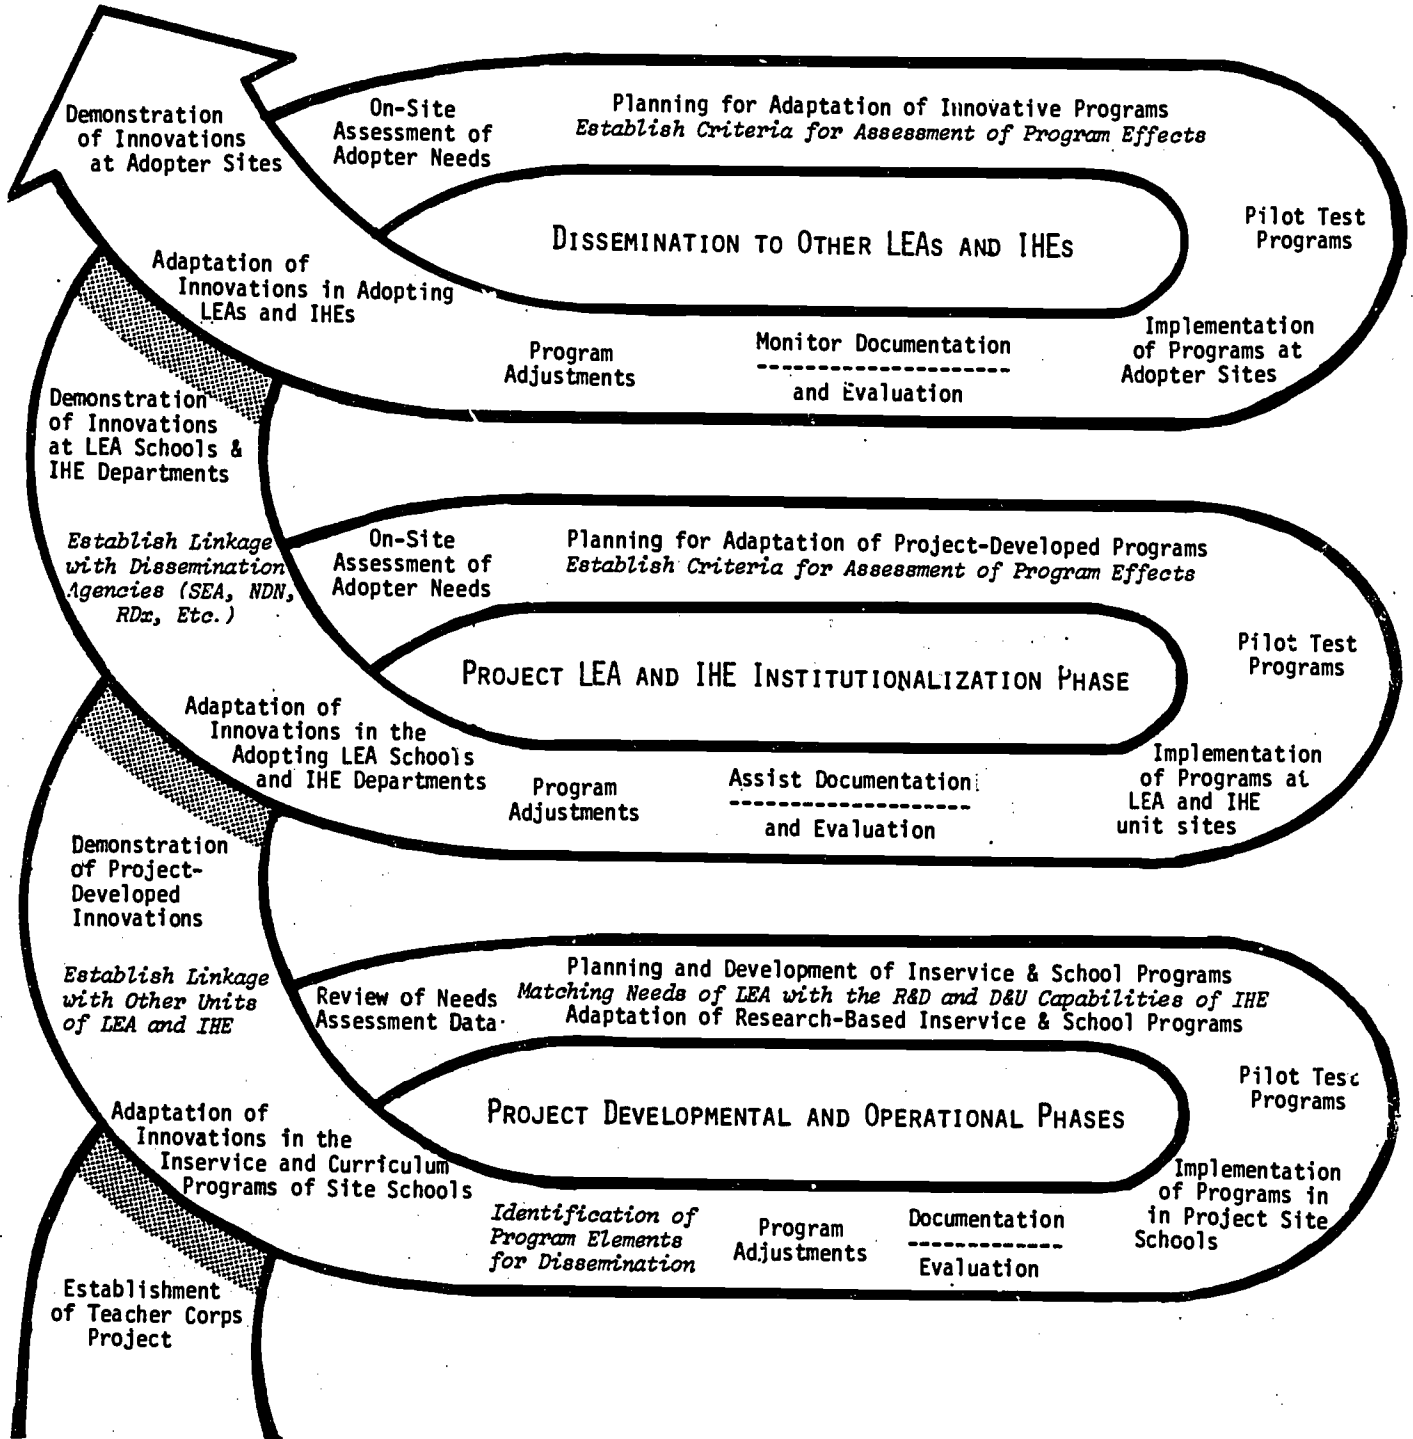 Demonstration
of Innovations
at Adopter Sites
On-Site
Assessment of
Adopter Needs
Planning for Adaptation of Innovative Programs
Establish Criteria for Assessment of Program Effects
Pilot Test
Programs
DISSEMINATION TO OTHER LEAs AND IHEs
Adaptation of
Innovations in Adopting
LEAs and IHEs
Program
Adjustments
Monitor Documentation
and Evaluation
Implementation
of Programs at
Adopter Sites
Demonstration
of Innovations
at LEA Schools &
IHE Departments
Establish Linkage
with Dissemination
Agencies (SEA, NDN,
RDx, Etc.)
On-Site
Assessment of
Adopter Needs
Planning for Adaptation of Project-Developed Programs
Establish Criteria for Assessment of Program Effects
Pilot Test
Programs
PROJECT LEA AND IHE INSTITUTIONALIZATION PHASE
Adaptation of
Innovations in the
Adopting LEA Schools
and IHE Departments
Program
Adjustments
Assist Documentation
and Evaluation
Implementation
of Programs at
LEA and IHE
unit sites
Demonstration
of Project-
Developed
Innovations
Establish Linkage
with Other Units
of LEA and IHE
Review of Needs
Assessment Data
Planning and Development of Inservice & School Programs
Matching Needs of LEA with the R&D and D&U Capabilities of IHE
Adaptation of Research-Based Inservice & School Programs
Pilot Test
Programs
PROJECT DEVELOPMENTAL AND OPERATIONAL PHASES
Adaptation of
Innovations in the
Inservice and Curriculum
Programs of Site Schools
Identification of
Program Elements
for Dissemination
Program
Adjustments
Documentation
Evaluation
Implementation
of Programs in
in Project Site
Schools
Establishment
of Teacher Corps
Project